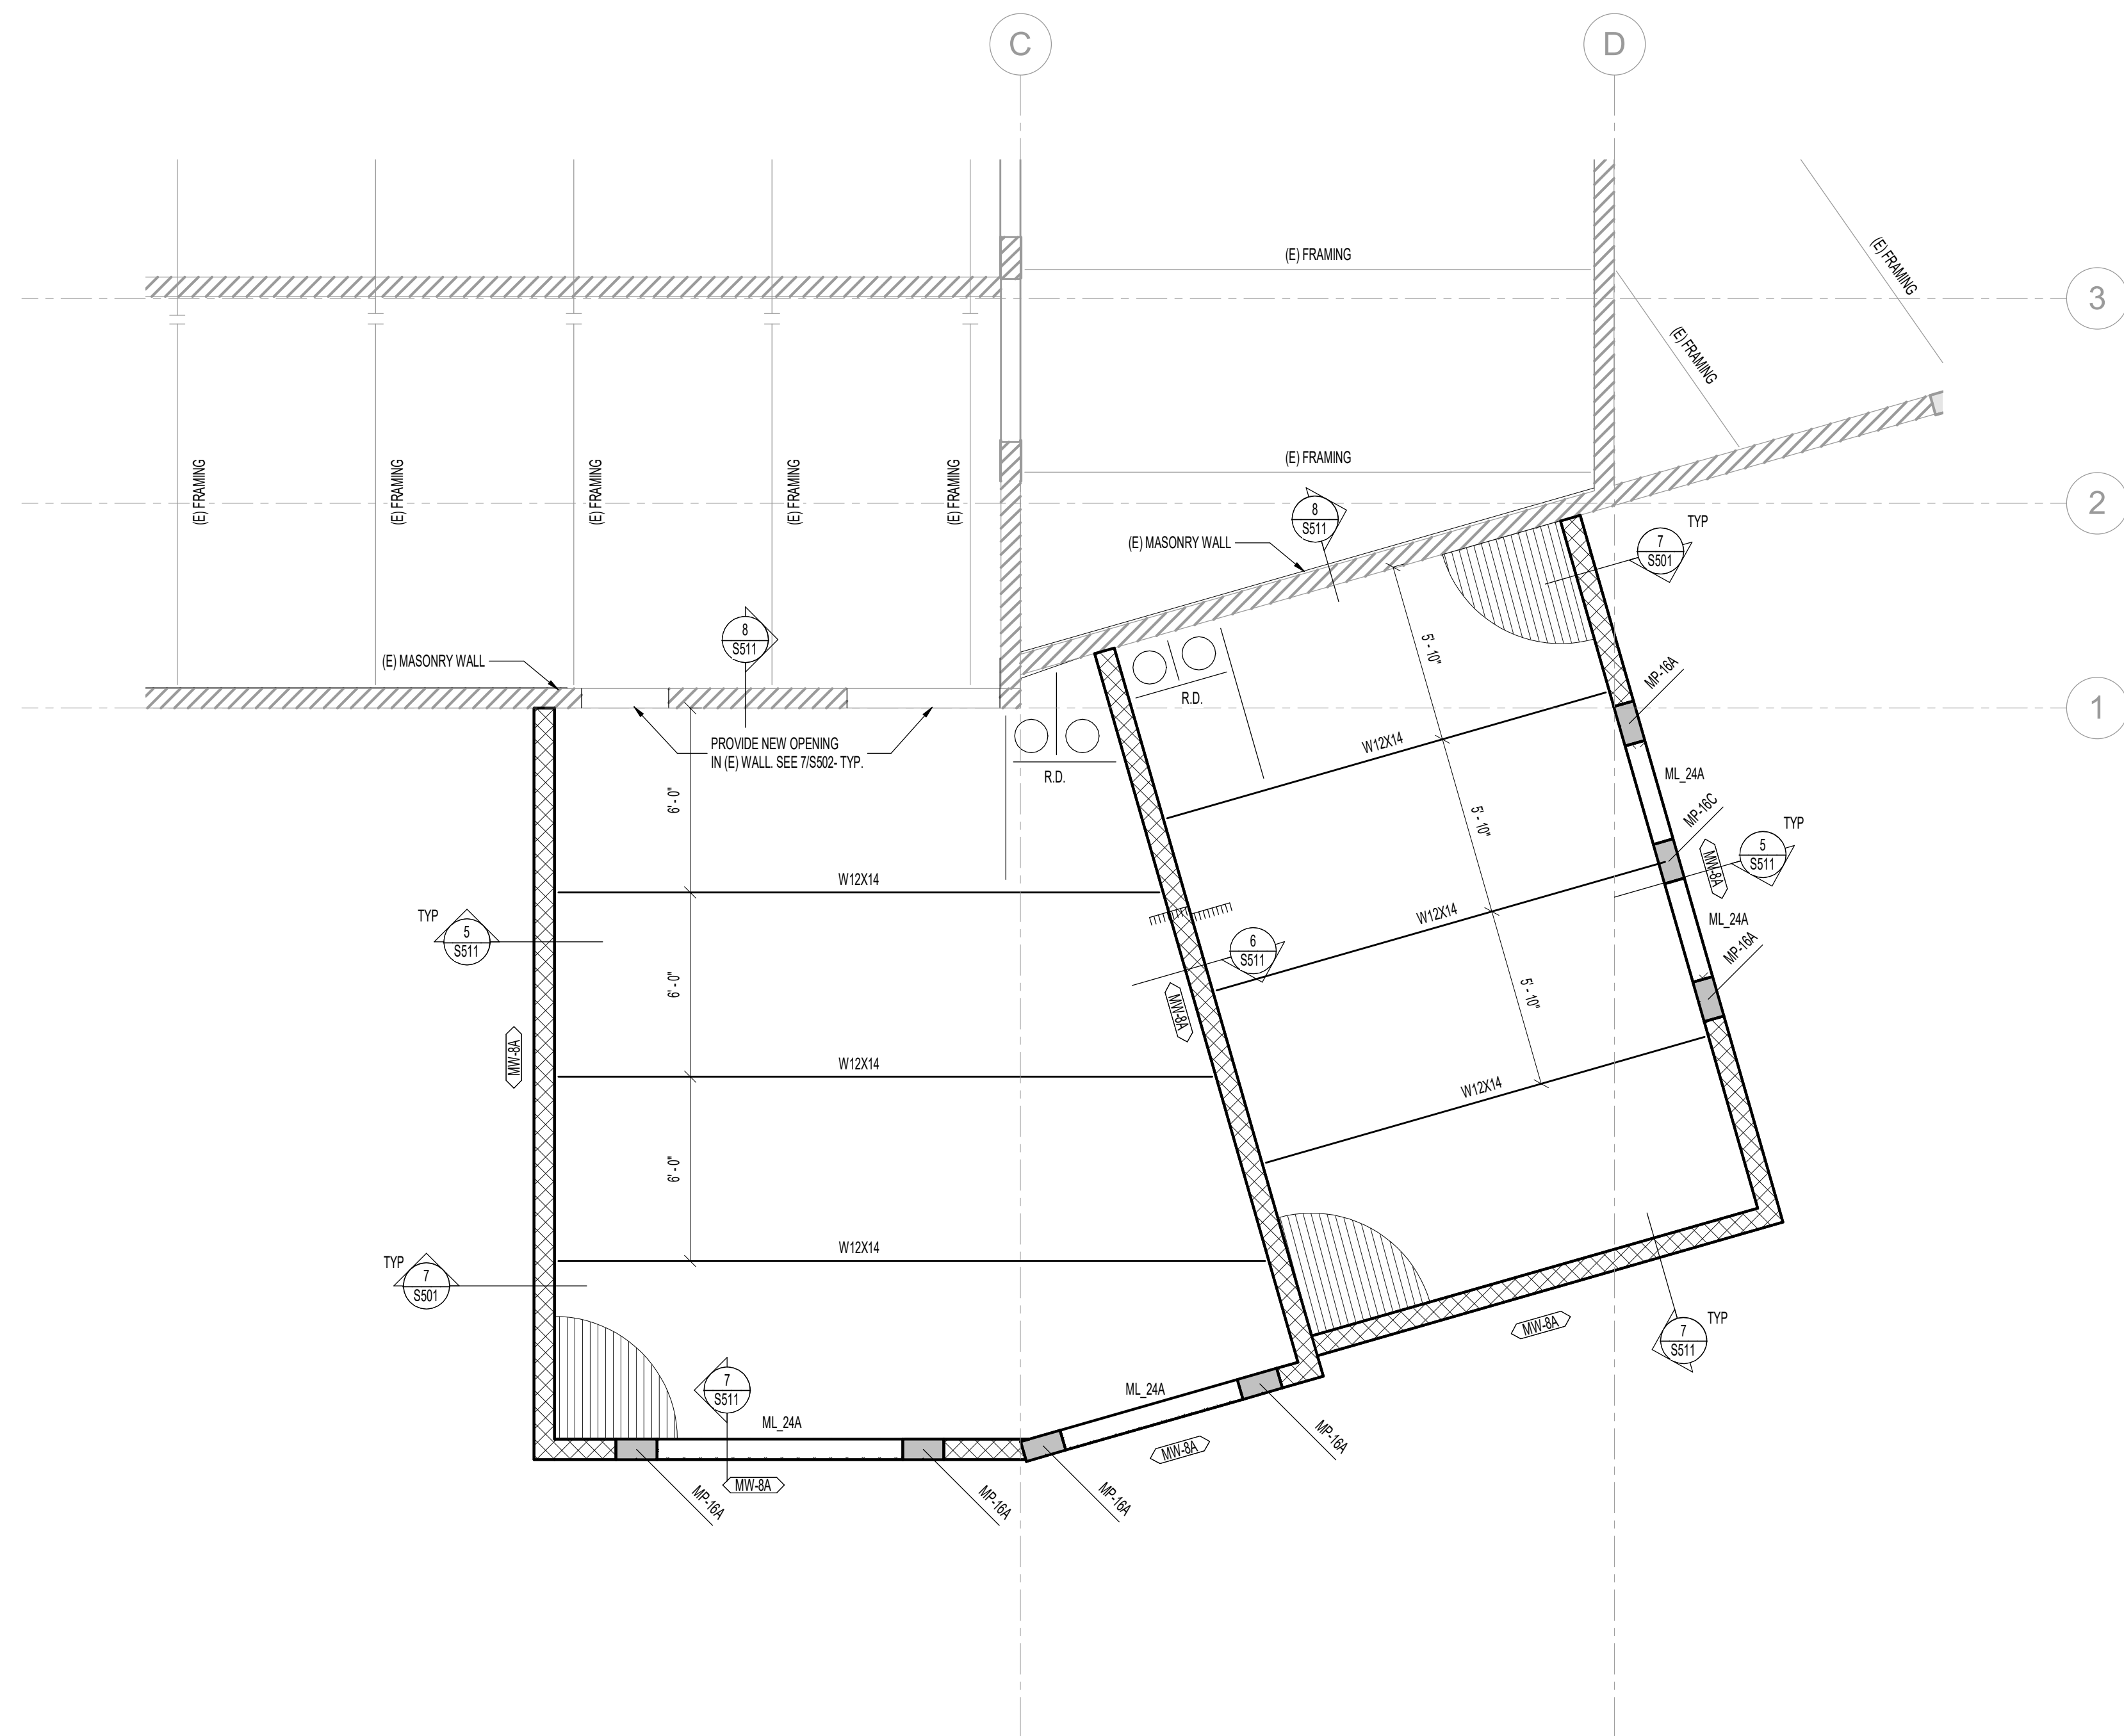 C
D
(E) FRAMING
(E) FRAMING
3
(E) FRAMING
(E) FRAMING
(E) FRAMING
(E) FRAMING
(E) FRAMING
(E) FRAMING
(E) FRAMING
(E) FRAMING
2
8
S511
TYP
7
S501
(E) MASONRY WALL
8
S511
(E) MASONRY WALL
5' - 10"
MP-16A
R.D.
1
PROVIDE NEW OPENING
IN (E) WALL. SEE 7/S502- TYP.
R.D.
W12X14
ML_24A
6' - 0"
5' - 10"
MP-16C
TYP
5
S511
MW-8A
W12X14
W12X14
ML_24A
MP-16A
TYP
5
S511
6
S511
6' - 0"
5' - 10"
MW-8A
MW-8A
W12X14
W12X14
6' - 0"
W12X14
TYP
7
S501
MW-8A
TYP
7
S511
7
S511
ML_24A
ML_24A
MP-16A
MW-8A
MW-8A
MP-16A
MP-16A
MP-16A